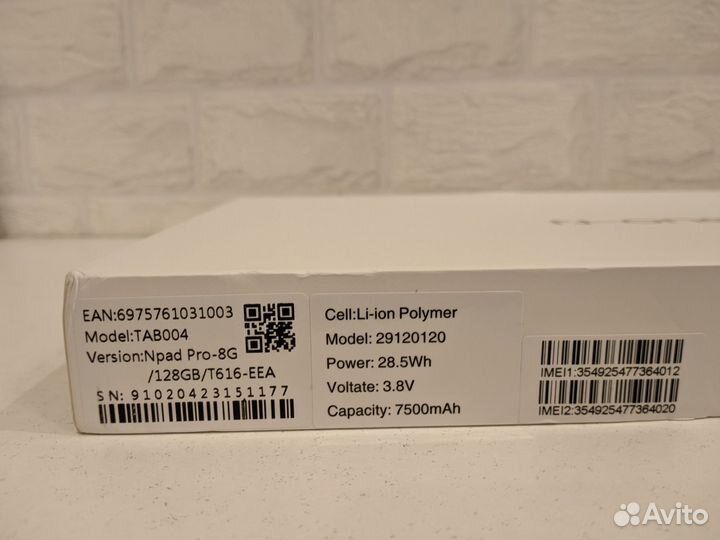 EAN:6975761031003
Model:TAB004
Version:Npad Pro-8G
/128GB/T616-EEA
SN: 91020423151177
Cell:Li-ion Polymer
Model: 29120120
Power: 28.5Wh
Voltate: 3.8V
Capacity: 7500mAh
IMEI1:354925477364012
IMEI2:354925477364020
Avito